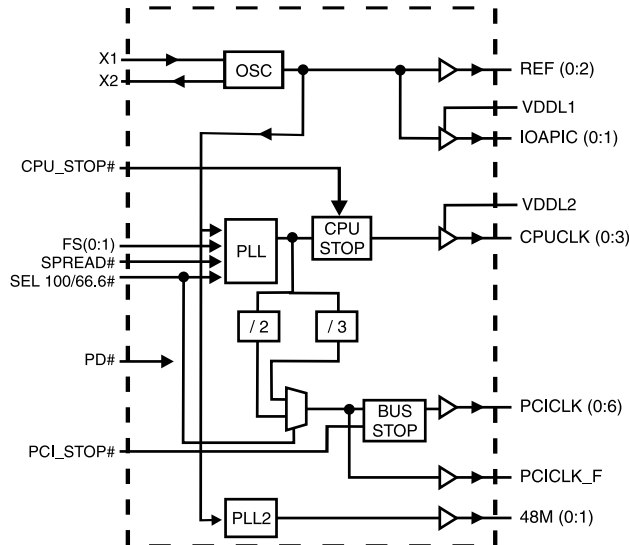 X1
X2
OSC
REF (0:2)
VDDL1
IOAPIC (0:1)
CPU_STOP#
VDDL2
FS(0:1)
SPREAD#
SEL 100/66.6#
PLL
CPU
STOP
CPUCLK (0:3)
/ 2
/ 3
PD#
PCI_STOP#
BUS
STOP
PCICLK (0:6)
PCICLK_F
PLL2
48M (0:1)